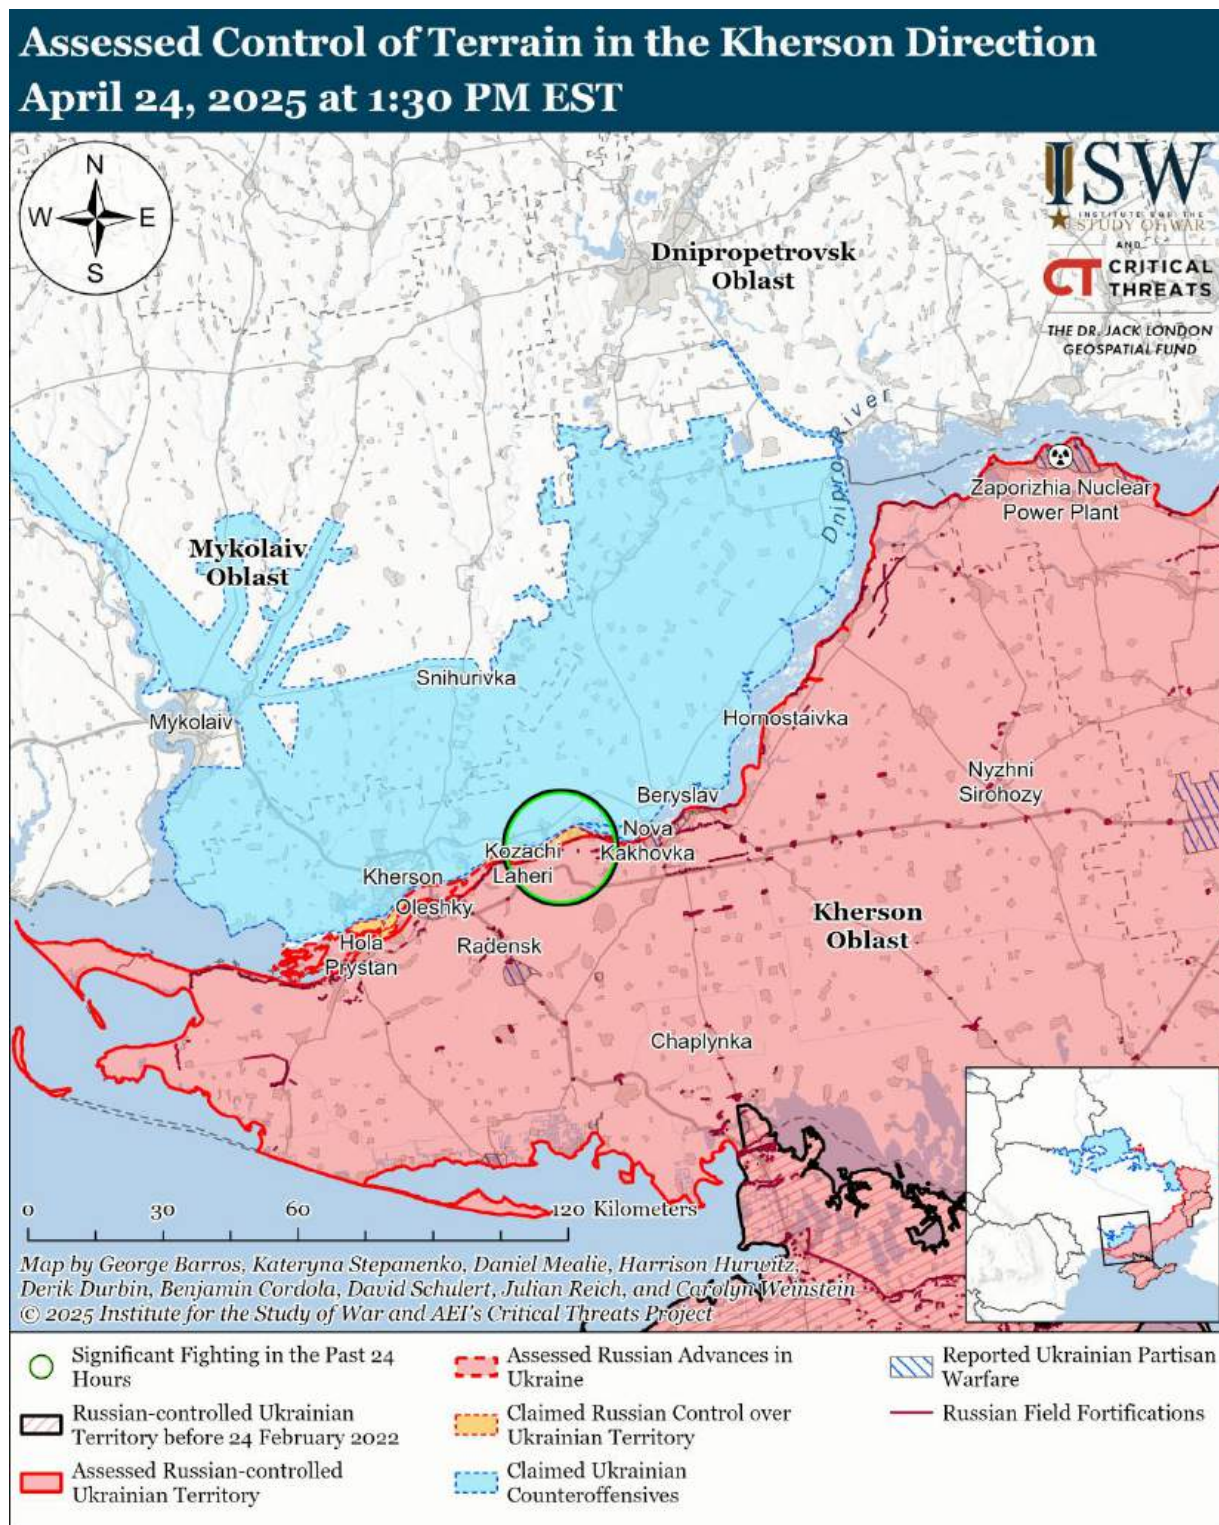 Assessed Control of Terrain in the Kherson Direction
April 24, 2025 at 1:30 PM EST
N
W E
S
ISW
INSTITUTE FOR THE
STUDY OF WAR
AND
CT CRITICAL
THREATS
THE DR. JACK LONDON
GEOSPATIAL FUND
Dnipropetrovsk
Oblast
Dnipro River
Zaporizhia Nuclear
Power Plant
Mykolaiv
Oblast
Snihurivka
Mykolaiv
Hornostaivka
Nyzhni
Sirohozy
Beryslav
Nova
Kakhovka
Kozachi
Laheri
Kherson
Oleshky
Kherson
Oblast
Hola
Prystan
Radensk
Chaplynka
0 30 60 120 Kilometers
Map by George Barros, Kateryna Stepanenko, Daniel Mealie, Harrison Hurwitz,
Derik Durbin, Benjamin Cordola, David Schulert, Julian Reich, and Carolyn Weinstein
© 2025 Institute for the Study of War and AEI's Critical Threats Project
Significant Fighting in the Past 24
Hours
Russian-controlled Ukrainian
Territory before 24 February 2022
Assessed Russian-controlled
Ukrainian Territory
Assessed Russian Advances in
Ukraine
Claimed Russian Control over
Ukrainian Territory
Claimed Ukrainian
Counteroffensives
Reported Ukrainian Partisan
Warfare
Russian Field Fortifications